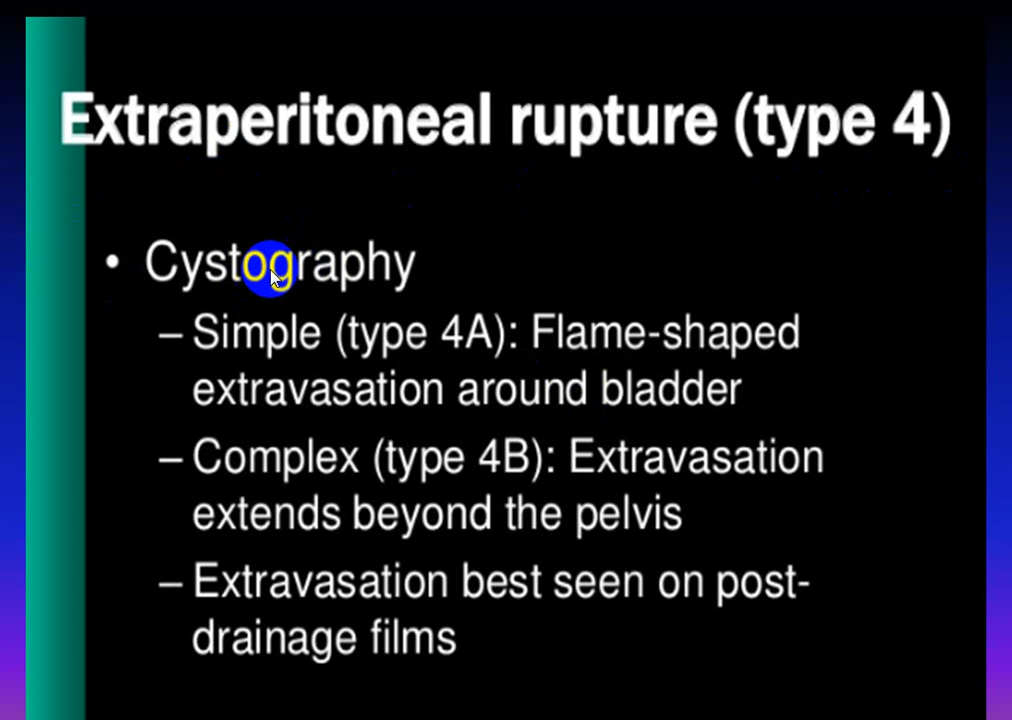 Extraperitoneal rupture (type 4)
• Cystography
– Simple (type 4A): Flame-shaped
extravasation around bladder
– Complex (type 4B): Extravasation
extends beyond the pelvis
– Extravasation best seen on post-
drainage films